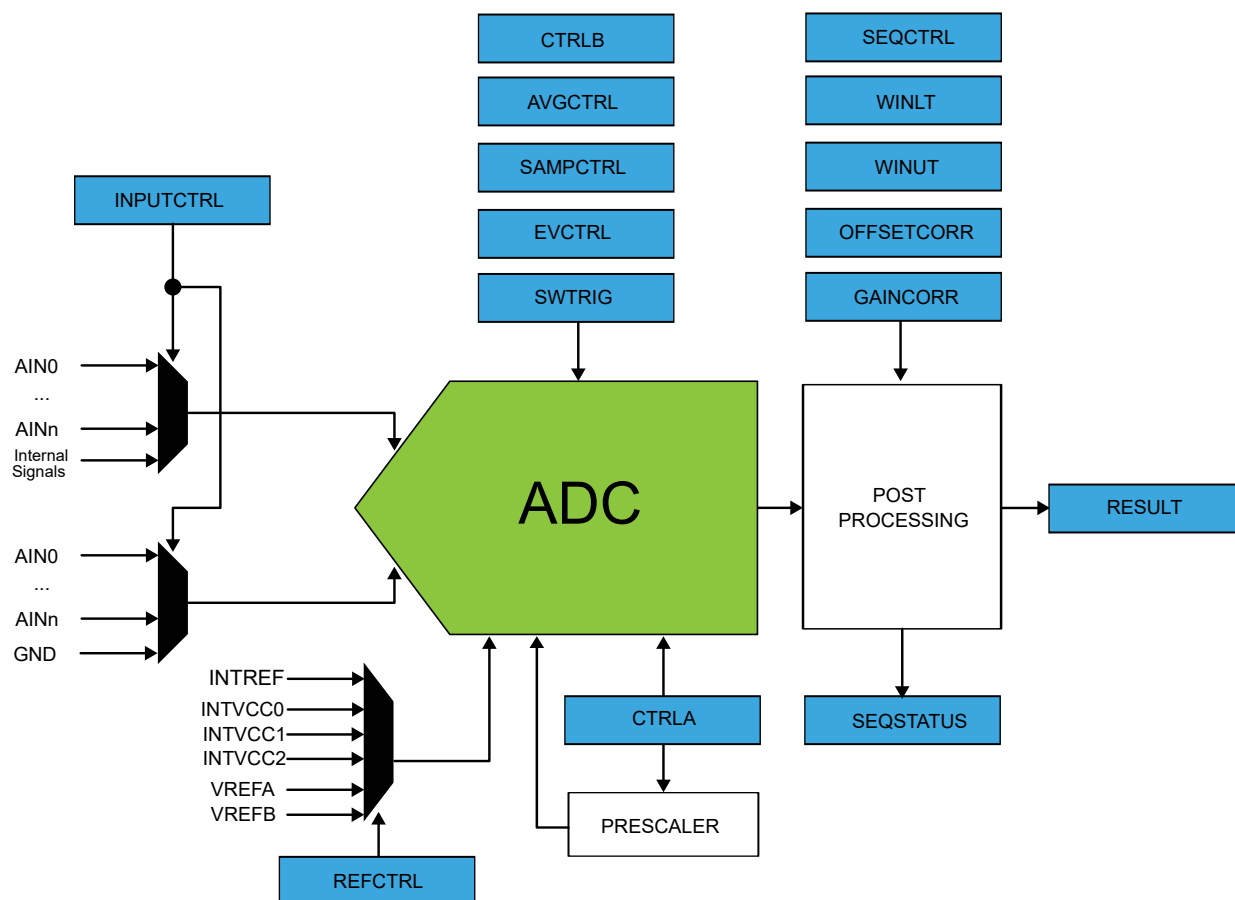 CTRLB
SEQCTRL
AVGCTRL
WINLT
SAMPCTRL
WINUT
INPUTCTRL
EVCTRL
OFFSETCORR
SWTRIG
GAINCORR
AIN0
...
AINn
Internal
Signals
ADC
POST
PROCESSING
RESULT
AIN0
...
AINn
GND
INTREF
INTVCC0
INTVCC1
INTVCC2
VREFA
VREFB
CTRLA
SEQSTATUS
PRESCALER
REFCTRL